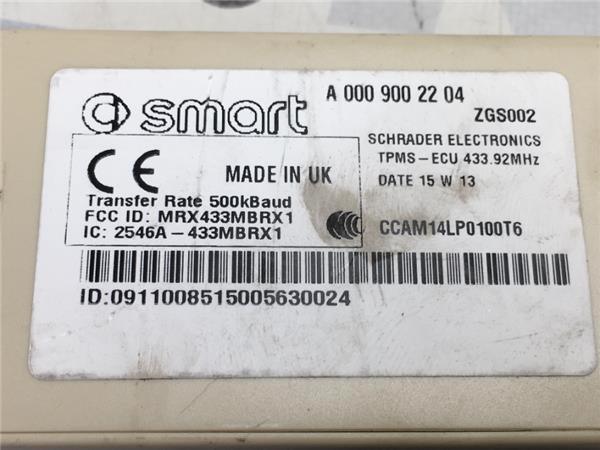 smart
A 000 900 22 04
ZGS002
SCHRADER ELECTRONICS
TPMS-ECU 433.92MHz
CE MADE IN UK
DATE 15 W 13
Transfer Rate 500kBaud
FCC ID: MRX433MBRX1
IC: 2546A-433MBRX1
CCAM14LP0100T6
ID:0911008515005630024